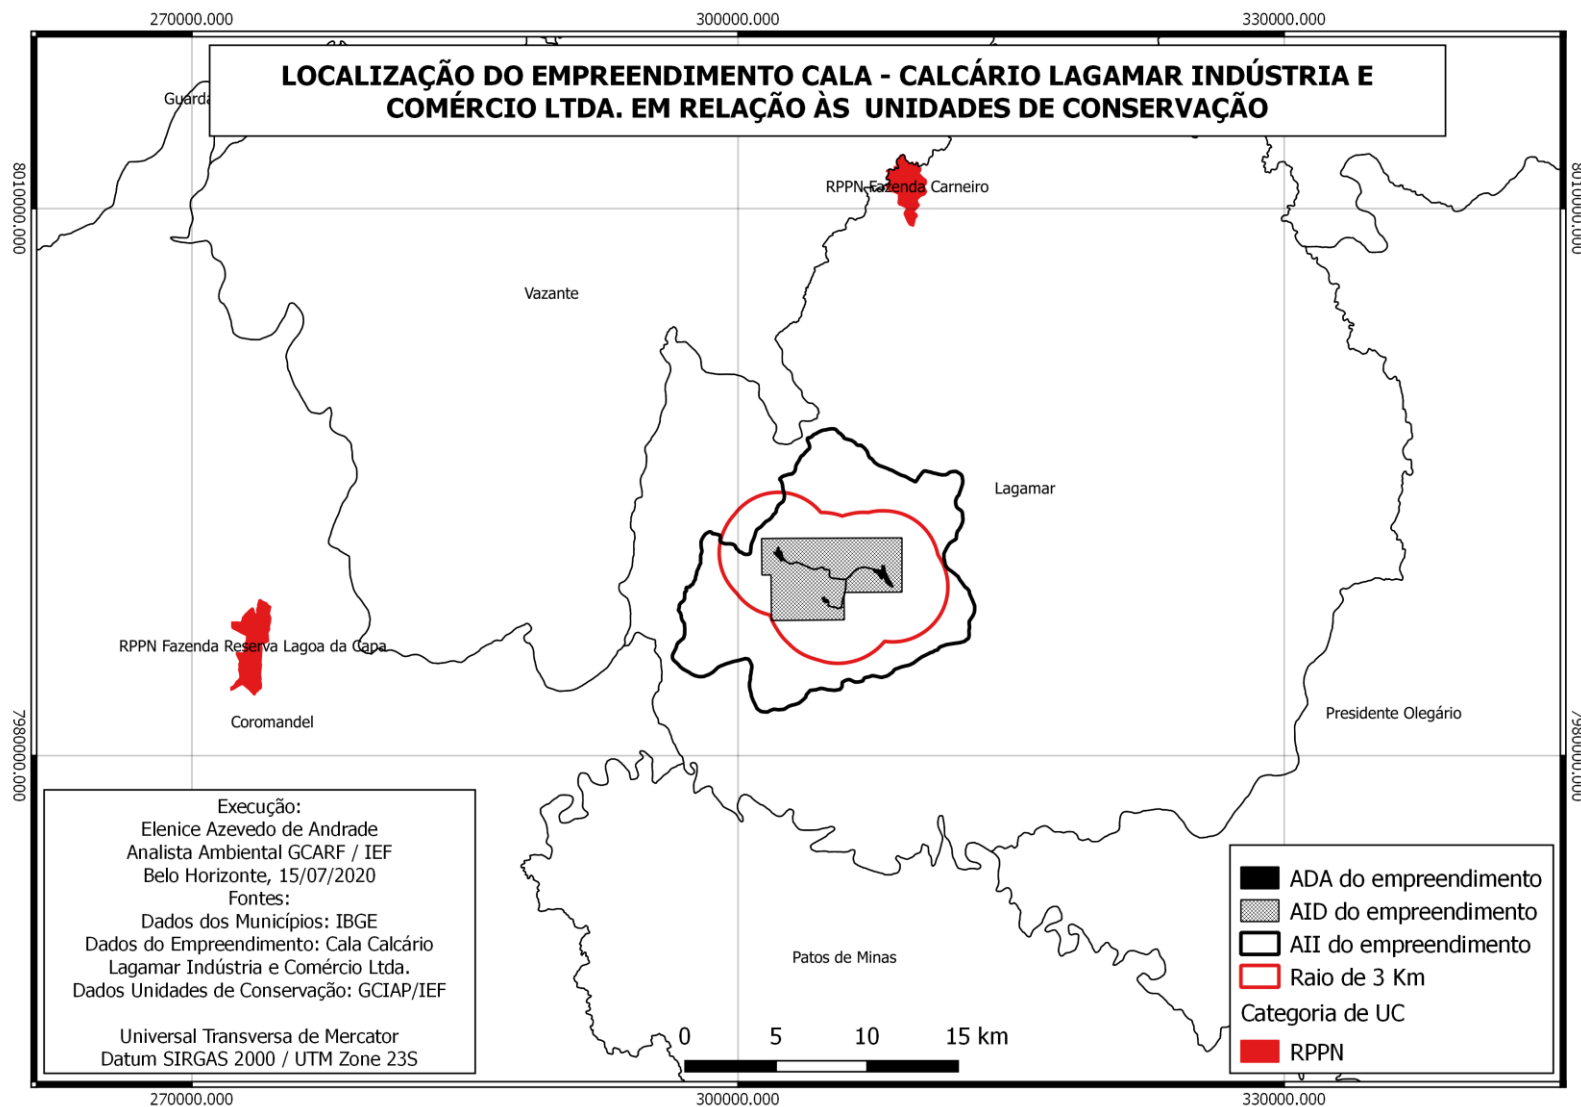 270000.000
300000.000
330000.000
LOCALIZAÇÃO DO EMPREENDIMENTO CALA - CALCÁRIO LAGAMAR INDÚSTRIA E
COMÉRCIO LTDA. EM RELAÇÃO ÀS UNIDADES DE CONSERVAÇÃO
Guarda
8010000.000
8010000.000
RPPN Fazenda Carneiro
Vazante
Lagamar
RPPN Fazenda Reserva Lagoa da Capa
Coromandel
Presidente Olegário
7980000.000
7980000.000
Execução:
Elenice Azevedo de Andrade
Analista Ambiental GCARF / IEF
Belo Horizonte, 15/07/2020
Fontes:
Dados dos Municípios: IBGE
Dados do Empreendimento: Cala Calcário
Lagamar Indústria e Comércio Ltda.
Dados Unidades de Conservação: GCIAP/IEF
Universal Transversa de Mercator
Datum SIRGAS 2000 / UTM Zone 23S
Patos de Minas
0 5 10 15 km
ADA do empreendimento
AID do empreendimento
AII do empreendimento
Raio de 3 Km
Categoria de UC
RPPN
270000.000
300000.000
330000.000